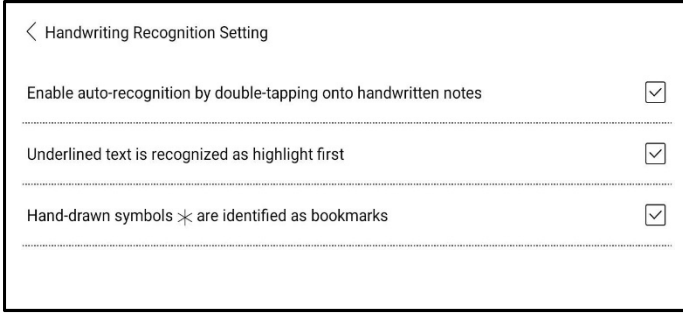 Handwriting Recognition Setting
Enable auto-recognition by double-tapping onto handwritten notes
Underlined text is recognized as highlight first
Hand-drawn symbols ⚹ are identified as bookmarks